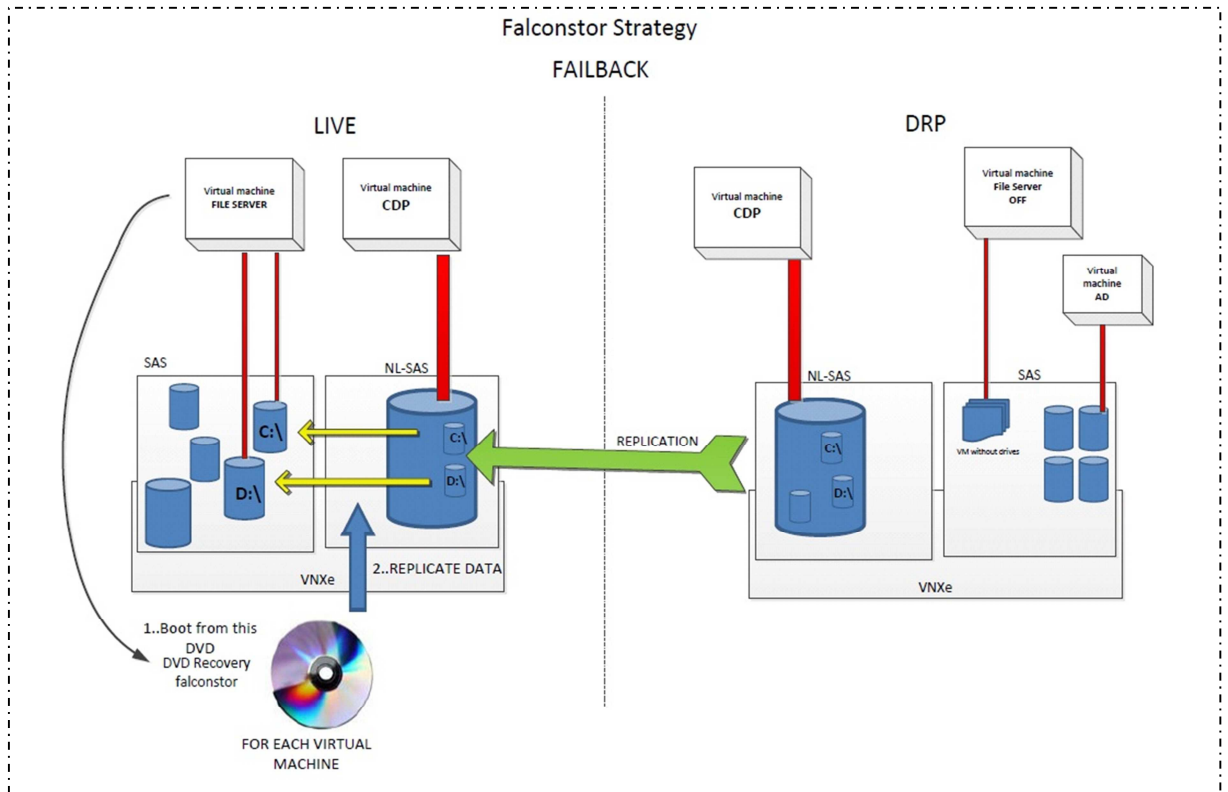 Falconstor Strategy
FAILBACK
LIVE
DRP
Virtual machine
FILE SERVER
Virtual machine
CDP
Virtual machine
CDP
Virtual machine
File Server
OFF
Virtual
machine
AD
SAS
NL-SAS
NL-SAS
SAS
C:\
D:\
C:\
D:\
REPLICATION
C:\
D:\
VM without drives
VNXe
2..REPLICATE DATA
VNXe
1..Boot from this
DVD
DVD Recovery
falconstor
FOR EACH VIRTUAL
MACHINE